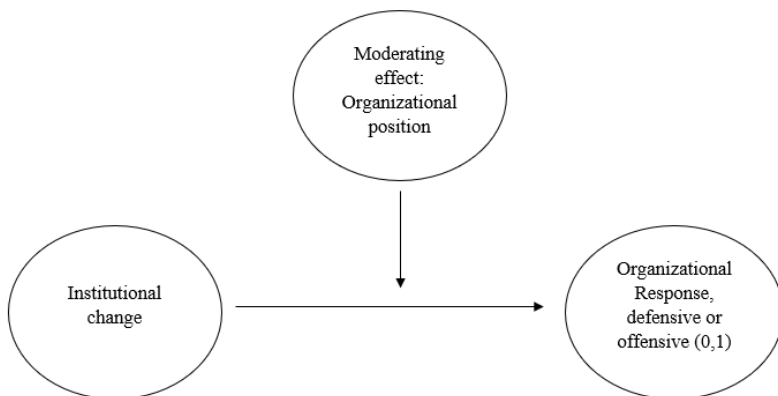 Moderating
effect:
Organizational
position
Institutional
change
Organizational
Response,
defensive or
offensive (0,1)